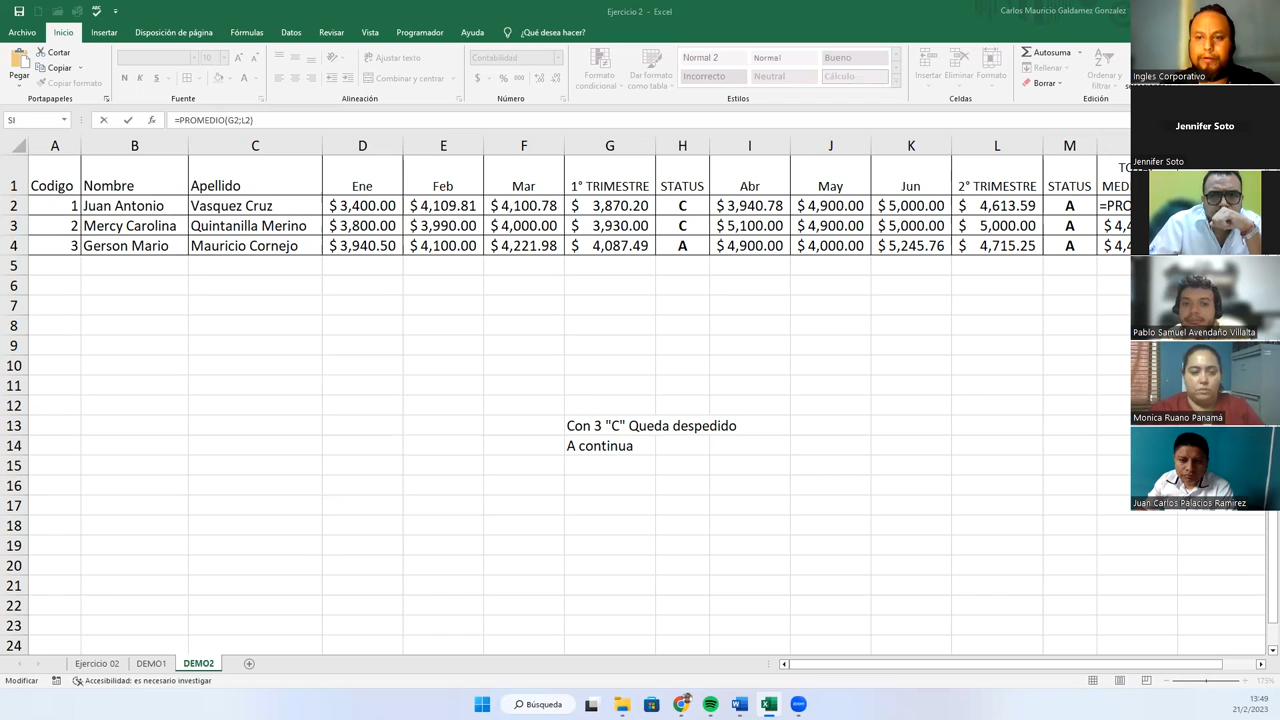 Ejercicio 2 - Excel
Carlos Mauricio Galdamez Gonzalez
Archivo Inicio Insertar Disposición de página Fórmulas Datos Revisar Vista Programador Ayuda ¿Qué desea hacer?
Pegar
Cortar
Copiar
Copiar formato
Portapapeles
10
N K S
Fuente
Ajustar texto
Combinar y centrar
Alineación
Contabilidad
$ % 000
Número
Formato condicional
Dar formato como tabla
Normal 2 Normal Bueno
Incorrecto Neutral Cálculo
Estilos
Insertar Eliminar Formato
Celdas
Autosuma
Rellenar
Borrar
Ordenar y
Edición
SI fx =PROMEDIO(G2;L2)
A B C D E F G H I J K L M
1 Codigo Nombre Apellido Ene Feb Mar 1° TRIMESTRE STATUS Abr May Jun 2° TRIMESTRE STATUS
2 1 Juan Antonio Vasquez Cruz $ 3,400.00 $ 4,109.81 $ 4,100.78 $ 3,870.20 C $ 3,940.78 $ 4,900.00 $ 5,000.00 $ 4,613.59 A =PRO
3 2 Mercy Carolina Quintanilla Merino $ 3,800.00 $ 3,990.00 $ 4,000.00 $ 3,930.00 C $ 5,100.00 $ 4,900.00 $ 5,000.00 $ 5,000.00 A $ 4,4
4 3 Gerson Mario Mauricio Cornejo $ 3,940.50 $ 4,100.00 $ 4,221.98 $ 4,087.49 A $ 4,900.00 $ 4,000.00 $ 5,245.76 $ 4,715.25 A $ 4,4
5
6
7
8
9
10
11
12
13 Con 3 "C" Queda despedido
14 A continua
15
16
17
18
19
20
21
22
23
24
Ingles Corporativo
Jennifer Soto
Jennifer Soto
Pablo Samuel Avendaño Villalta
Monica Ruano Panamá
Juan Carlos Palacios Ramirez
Ejercicio 02 DEMO1 DEMO2
Modificar Accesibilidad: es necesario investigar 175%
Búsqueda
13:49
21/2/2023